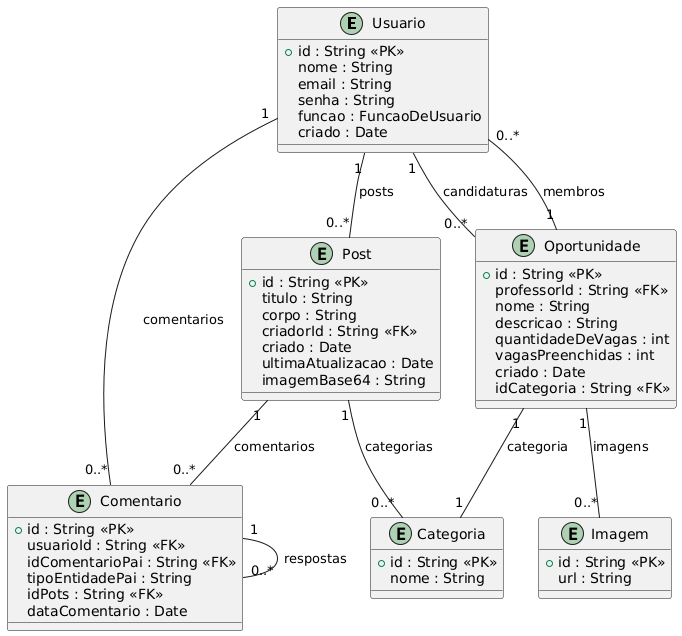 E Usuario
id : String «PK»
nome : String
email : String
senha : String
funcao : FuncaoDeUsuario
criado : Date
1
1
1
0..*
posts
candidaturas
membros
0..*
0..*
1
E Post
id : String «PK»
titulo : String
corpo : String
criadorId : String «FK»
criado : Date
ultimaAtualizacao : Date
imagemBase64 : String
E Oportunidade
id : String «PK»
professorId : String «FK»
nome : String
descricao : String
quantidadeDeVagas : int
vagasPreenchidas : int
criado : Date
idCategoria : String «FK»
comentarios
1
1
1
1
comentarios
categorias
categoria
imagens
0..*
0..*
0..*
1
0..*
E Comentario
id : String «PK»
usuarioId : String «FK»
idComentarioPai : String «FK»
tipoEntidadePai : String
idPots : String «FK»
dataComentario : Date
1
respostas
0..*
E Categoria
id : String «PK»
nome : String
E Imagem
id : String «PK»
url : String